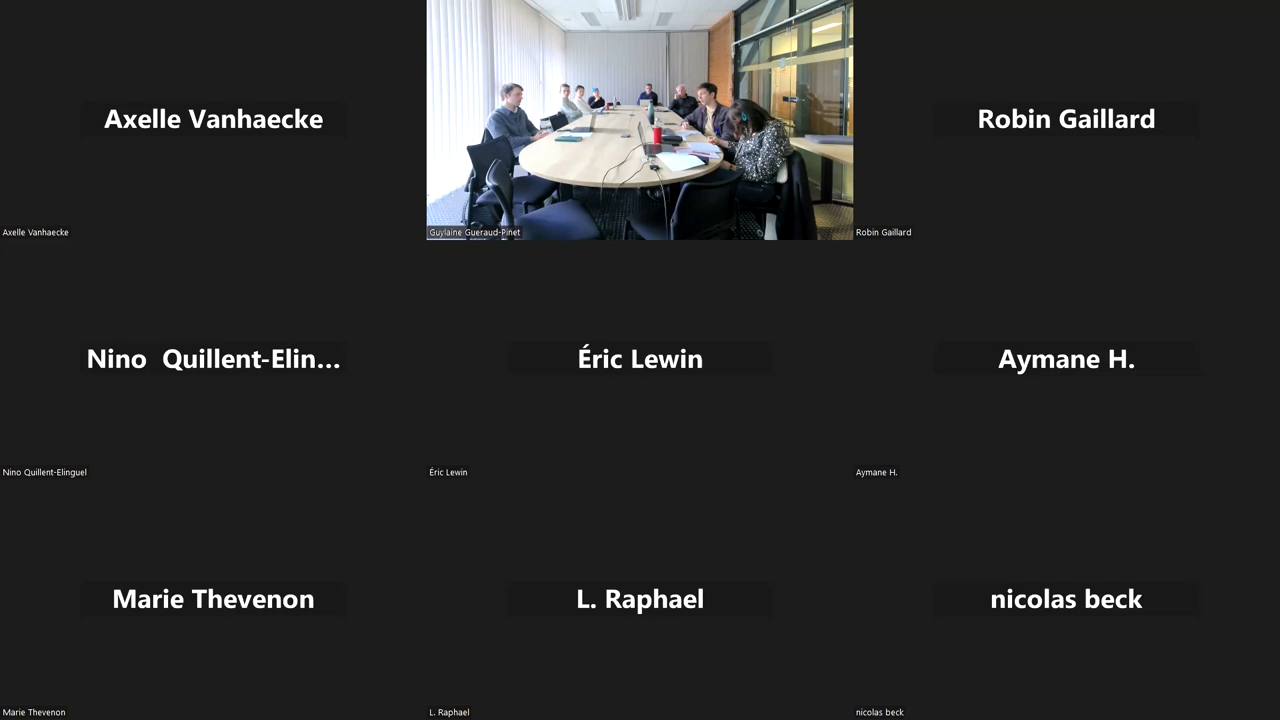 Axelle Vanhaecke
Axelle Vanhaecke
Guylaine Gueraud-Pinet
Robin Gaillard
Robin Gaillard
Nino  Quillent-Elin...
Nino Quillent-Elinguel
Éric Lewin
Éric Lewin
Aymane H.
Aymane H.
Marie Thevenon
Marie Thevenon
L. Raphael
L. Raphael
nicolas beck
nicolas beck